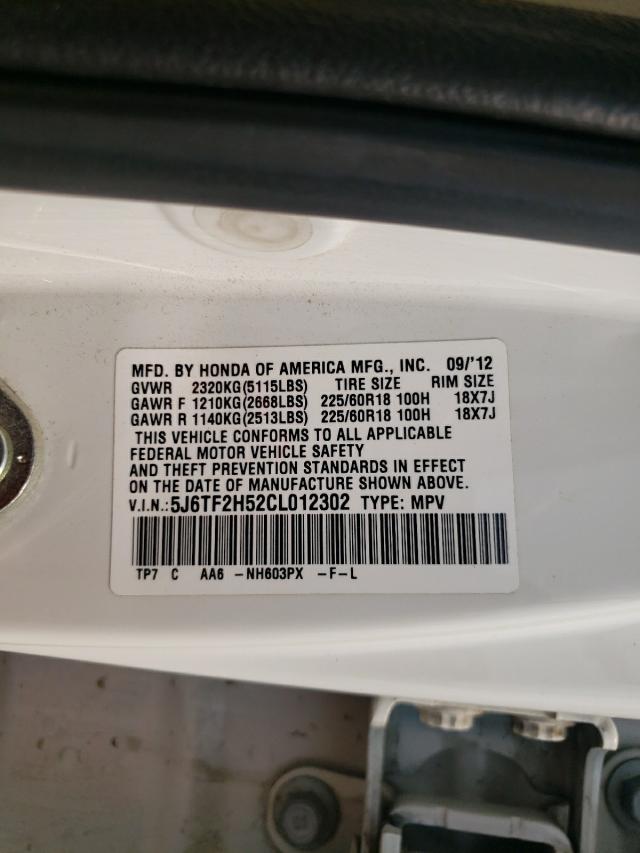 MFD. BY HONDA OF AMERICA MFG., INC. 09/'12
GVWR 2320KG(5115LBS) TIRE SIZE RIM SIZE
GAWR F 1210KG(2668LBS) 225/60R18 100H 18X7J
GAWR R 1140KG(2513LBS) 225/60R18 100H 18X7J
THIS VEHICLE CONFORMS TO ALL APPLICABLE
FEDERAL MOTOR VEHICLE SAFETY
AND THEFT PREVENTION STANDARDS IN EFFECT
ON THE DATE OF MANUFACTURE SHOWN ABOVE.
V.I.N.:5J6TF2H52CL012302 TYPE: MPV
TP7 C AA6 -NH603PX -F-L